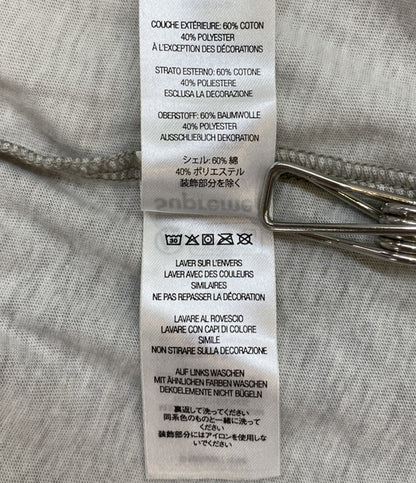 COUCHE EXTÉRIEURE: 60% COTON
40% POLYESTER
À L'EXCEPTION DES DÉCORATIONS
STRATO ESTERNO: 60% COTONE
40% POLIESTERE
ESCLUSA LA DECORAZIONE
OBERSTOFF: 60% BAUMWOLLE
40% POLYESTER
AUSSCHLIEßLICH DEKORATION
シェル: 60% 綿
40% ポリエステル
装飾部分を除く
Supreme
30
LAVER SUR L'ENVERS
LAVER AVEC DES COULEURS
SIMILAIRES
NE PAS REPASSER LA DÉCORATION
LAVARE AL ROVESCIO
LAVARE CON CAPI DI COLORE
SIMILE
NON STIRARE SULLA DECORAZIONE
AUF LINKS WASCHEN
MIT ÄHNLICHEN FARBEN WASCHEN
DEKOELEMENTE NICHT BÜGELN
裏返して洗ってください
同系色のものと一緒に洗って
ください
装飾部分にはアイロンを使用しな
いでください